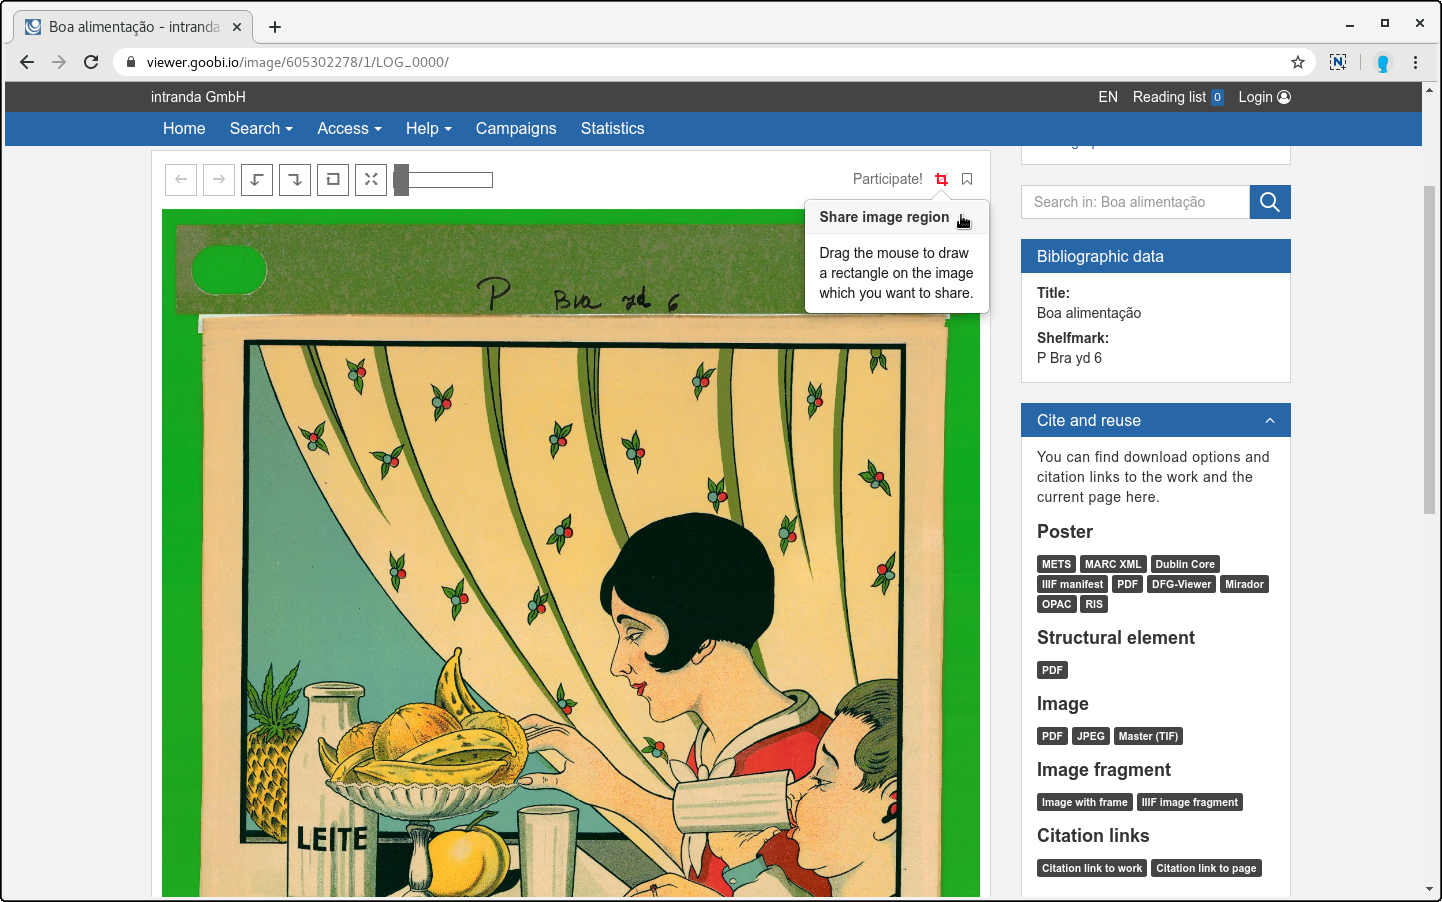 Boa alimentação - intranda
viewer.goobi.io/image/605302278/1/LOG_0000/
intranda GmbH
EN Reading list 0 Login
Home Search Access Help Campaigns Statistics
Participate!
Share image region
Drag the mouse to draw
a rectangle on the image
which you want to share.
P Bra yd 6
LEITE
Search in: Boa alimentação
Bibliographic data
Title:
Boa alimentação
Shelfmark:
P Bra yd 6
Cite and reuse
You can find download options and
citation links to the work and the
current page here.
Poster
METS MARC XML Dublin Core
IIIF manifest PDF DFG-Viewer Mirador
OPAC RIS
Structural element
PDF
Image
PDF JPEG Master (TIF)
Image fragment
Image with frame IIIF image fragment
Citation links
Citation link to work Citation link to page